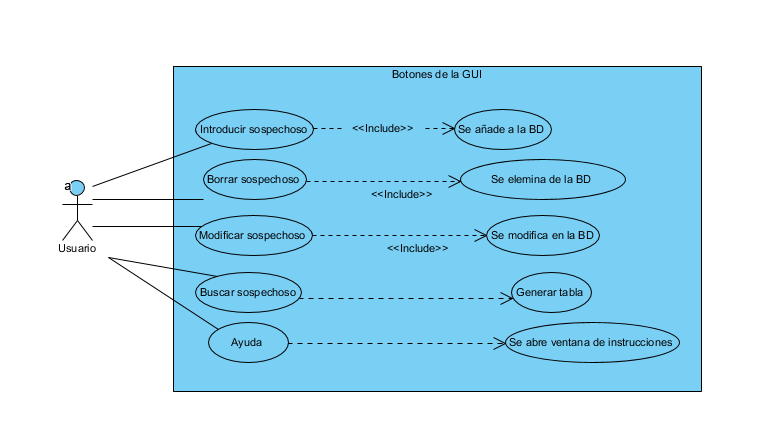 Botones de la GUI
Introducir sospechoso
<<Include>>
Se añade a la BD
Borrar sospechoso
<<Include>>
Se elemina de la BD
a
Usuario
Modificar sospechoso
<<Include>>
Se modifica en la BD
Buscar sospechoso
Generar tabla
Ayuda
Se abre ventana de instrucciones